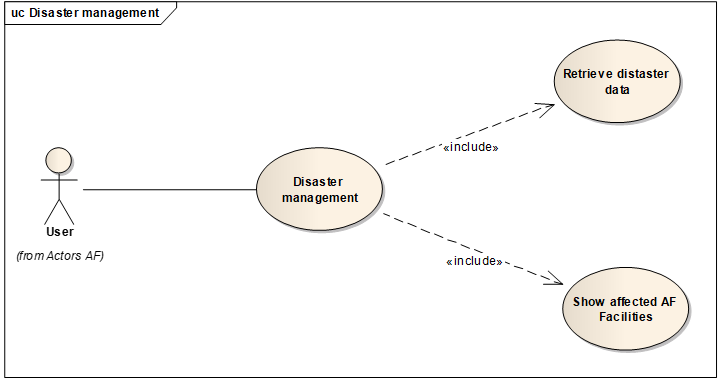 uc Disaster management
Retrieve distaster
data
«include»
Disaster
management
User
(from Actors AF)
«include»
Show affected AF
Facilities